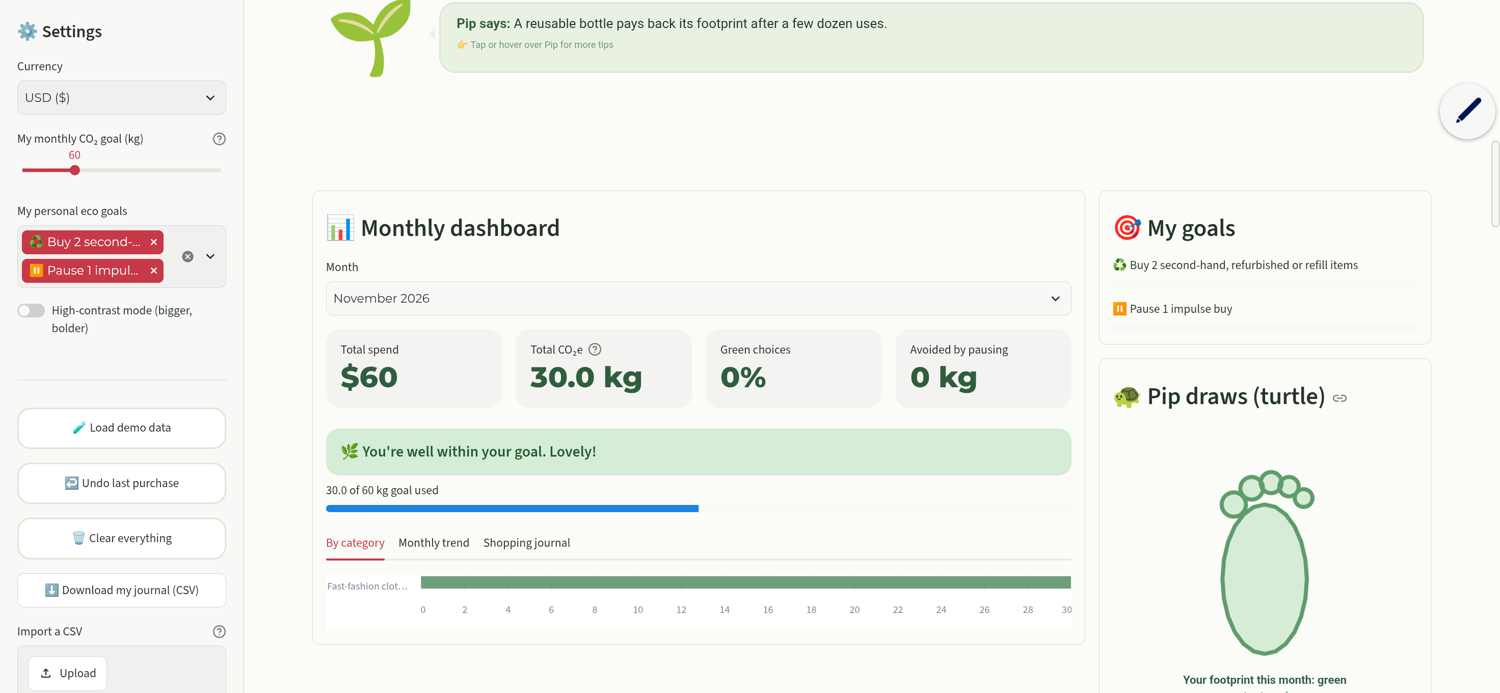 Settings
Currency
USD ($)
My monthly CO₂ goal (kg)
60
My personal eco goals
Buy 2 second-...
Pause 1 impul...
High-contrast mode (bigger,
bolder)
Load demo data
Undo last purchase
Clear everything
Download my journal (CSV)
Import a CSV
Upload
Pip says: A reusable bottle pays back its footprint after a few dozen uses.
👉 Tap or hover over Pip for more tips
Monthly dashboard
Month
November 2026
Total spend
$60
Total CO₂e
30.0 kg
Green choices
0%
Avoided by pausing
0 kg
You're well within your goal. Lovely!
30.0 of 60 kg goal used
By category
Monthly trend
Shopping journal
Fast-fashion clot…
0 2 4 6 8 10 12 14 16 18 20 22 24 26 28 30
My goals
Buy 2 second-hand, refurbished or refill items
Pause 1 impulse buy
Pip draws (turtle)
Your footprint this month: green